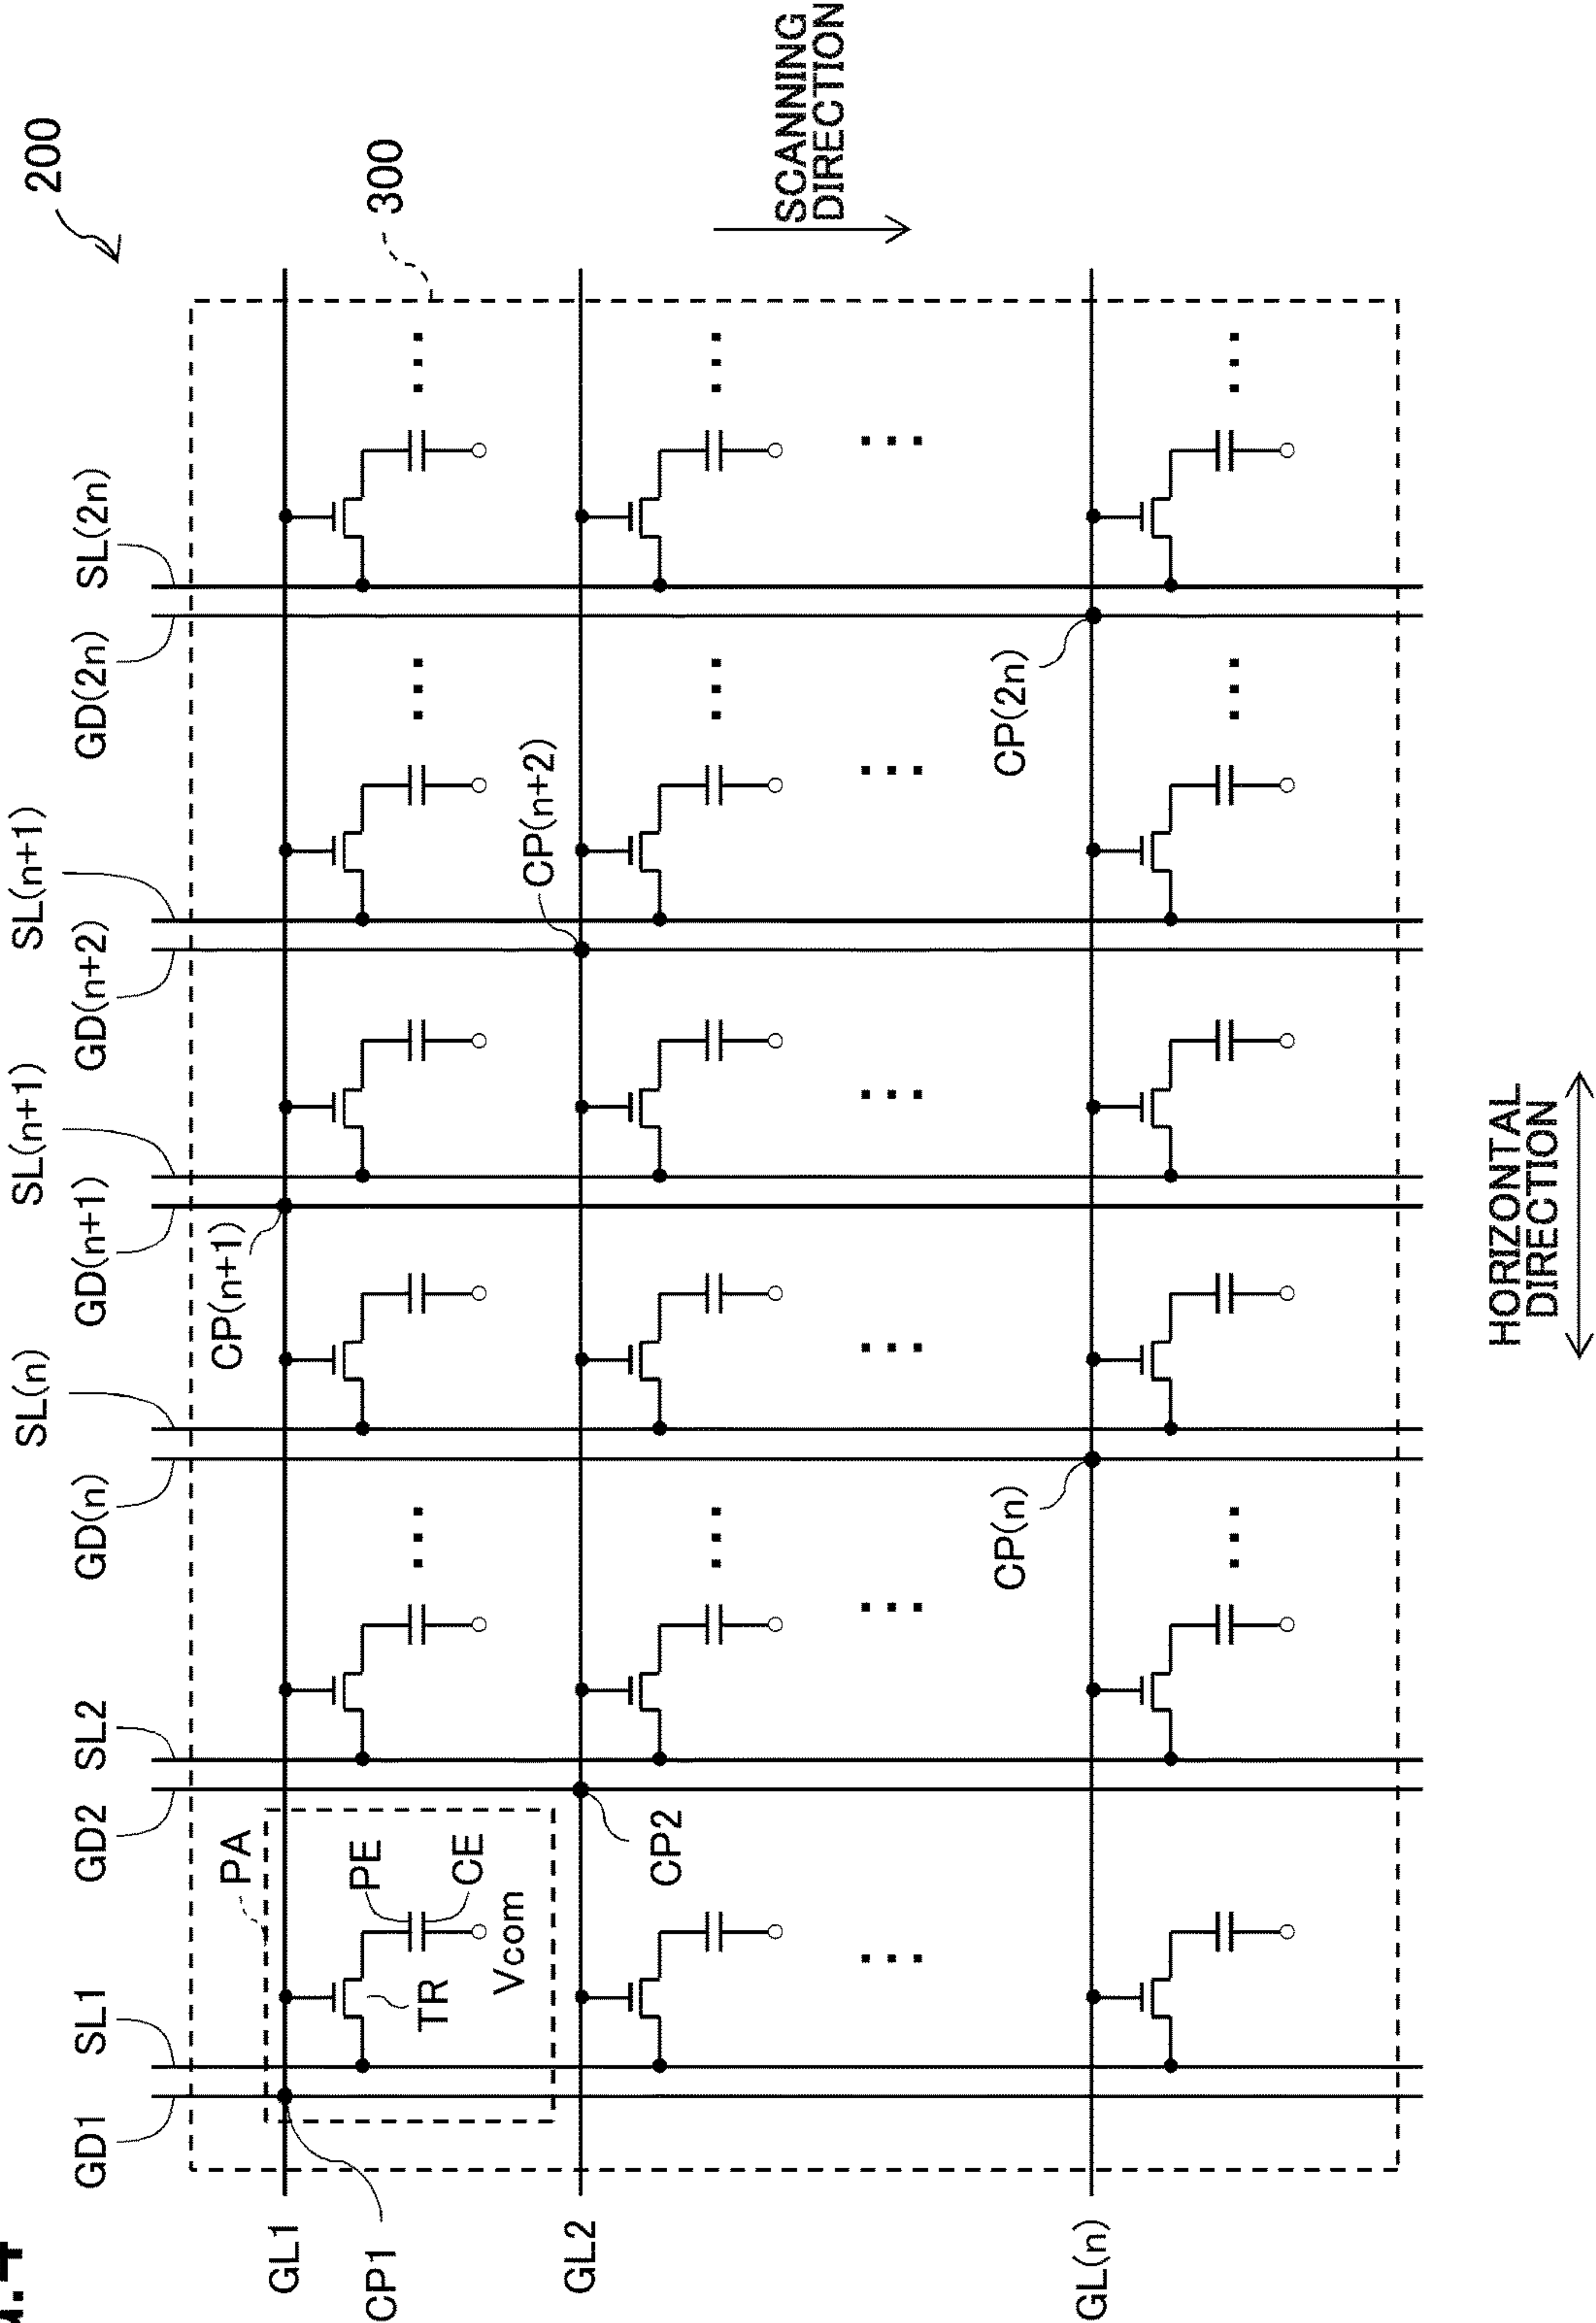 SL(n)
SL(n+1)
SL(n+1)
200
GD1
SL1
GD2
SL2
GD(n)
GD(n+1)
GD(n+2)
GD(2n)
SL(2n)
PA
CP(n+1)
GL1
300
PE
CP1
TR
CE
Vcom
CP(n+2)
GL2
CP2
SCANNING
DIRECTION
CP(n)
CP(2n)
GL(n)
HORIZONTAL
DIRECTION